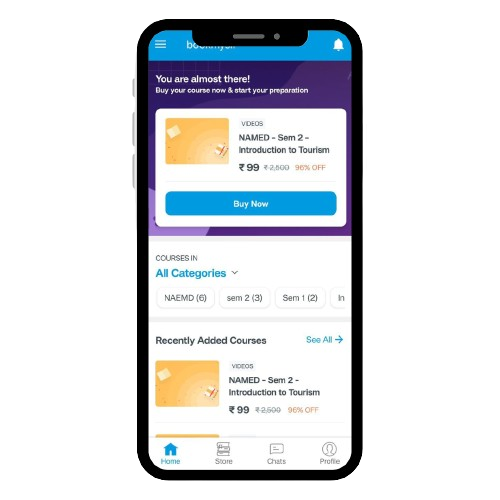 You are almost there!
Buy your course now & start your preparation
VIDEOS
NAMED - Sem 2 -
Introduction to Tourism
₹ 99 ₹ 2,500 96% OFF
Buy Now
COURSES IN
All Categories
NAEMD (6) sem 2 (3) Sem 1 (2) In
Recently Added Courses See All →
VIDEOS
NAMED - Sem 2 -
Introduction to Tourism
₹ 99 ₹ 2,500 96% OFF
Home Store Chats Profile